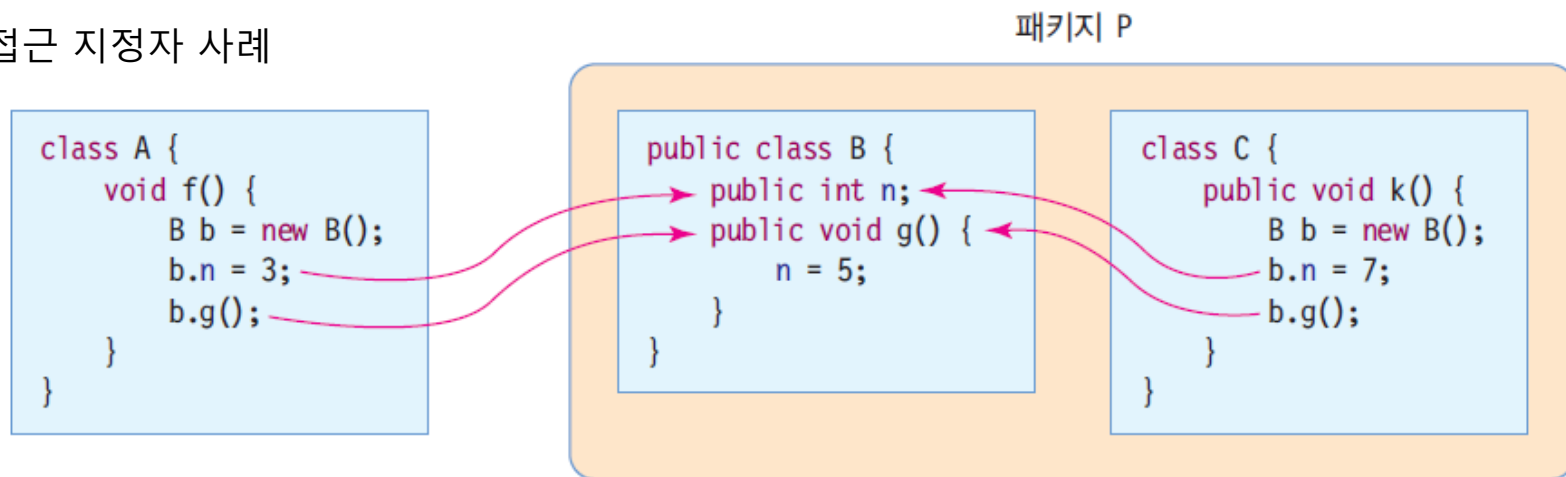 접근 지정자 사례
패키지 P
class A {
void f() {
B b = new B();
b.n = 3;
b.g();
}
}
public class B {
public int n;
public void g() {
n = 5;
}
}
class C {
public void k() {
B b = new B();
b.n = 7;
b.g();
}
}